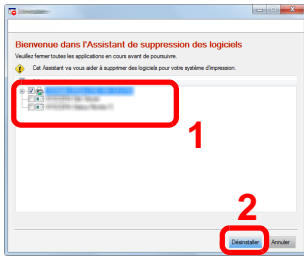 Bienvenue dans l'Assistant de suppression des logiciels
Veuillez fermer toutes les applications en cours avant de poursuivre.
Cet Assistant va vous aider à supprimer des logiciels pour votre système d'impression.
1
2
Désinstaller
Annuler